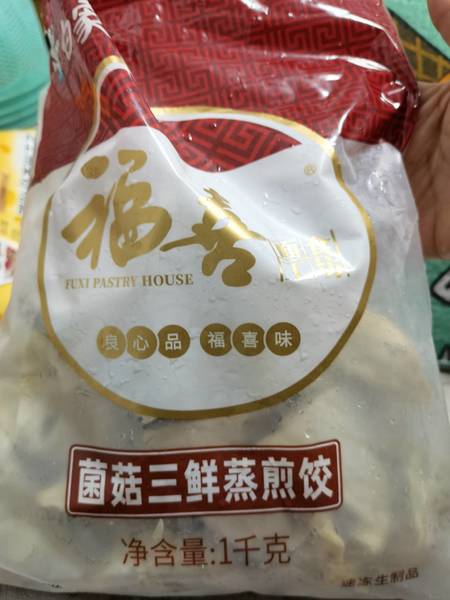 福喜
®
FUXI PASTRY HOUSE
良心品 福喜味
菌菇三鲜蒸煎饺
净含量:1千克
速冻生制品